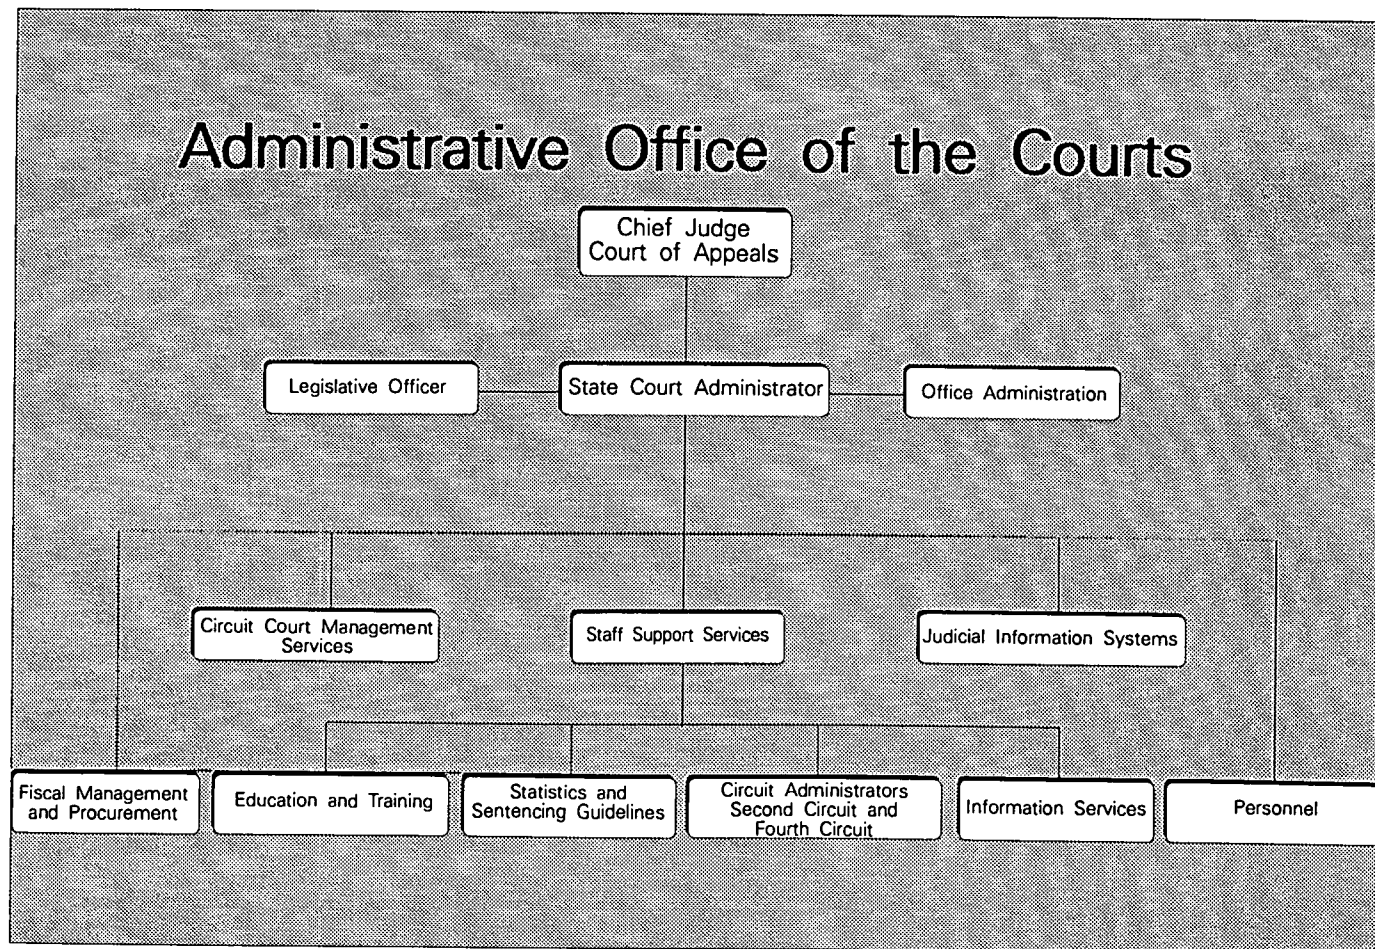 Administrative Office of the Courts
Chief Judge
Court of Appeals
Legislative Officer
State Court Administrator
Office Administration
Circuit Court Management
Services
Staff Support Services
Judicial Information Systems
Fiscal Management
and Procurement
Education and Training
Statistics and
Sentencing Guidelines
Circuit Administrators
Second Circuit and
Fourth Circuit
Information Services
Personnel